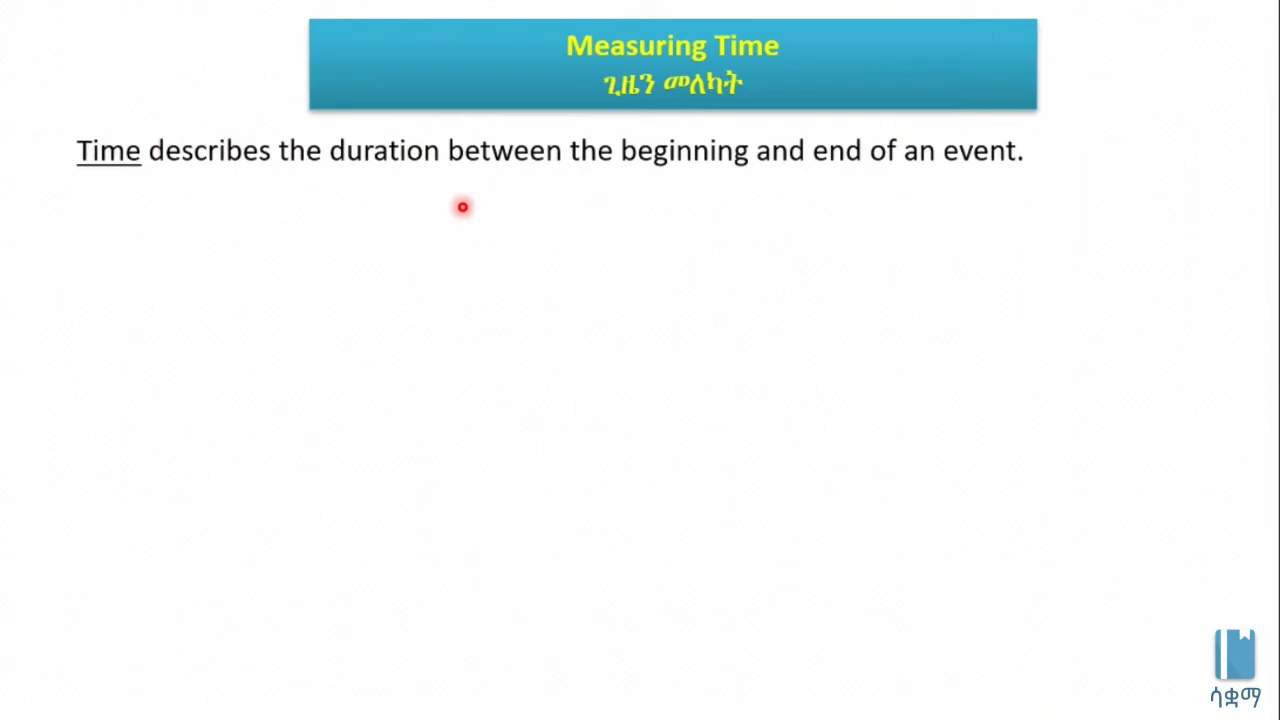 Measuring Time
ጊዜን መለካት
Time describes the duration between the beginning and end of an event.
ሳቋማ